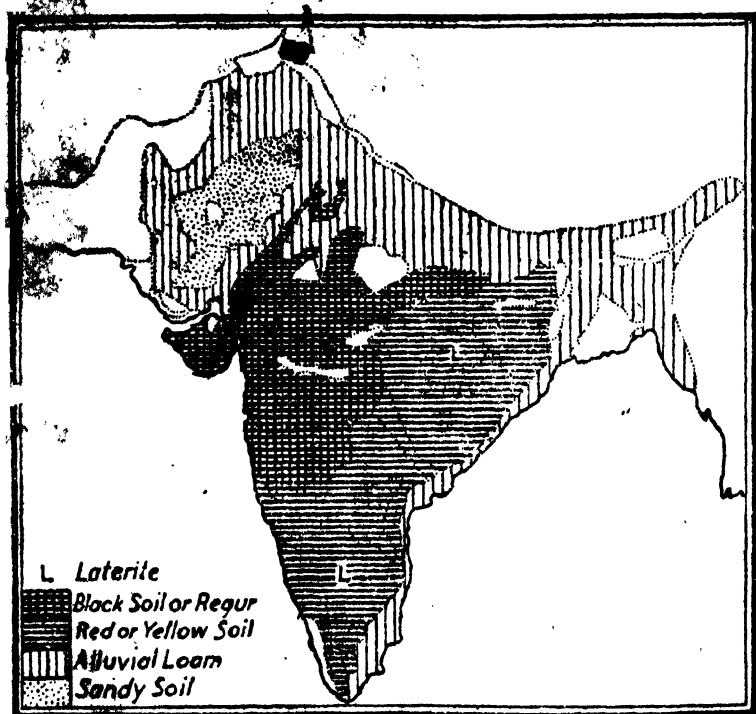 L
L
L Laterite
Black Soil or Regur
Red or Yellow Soil
Alluvial Loam
Sandy Soil